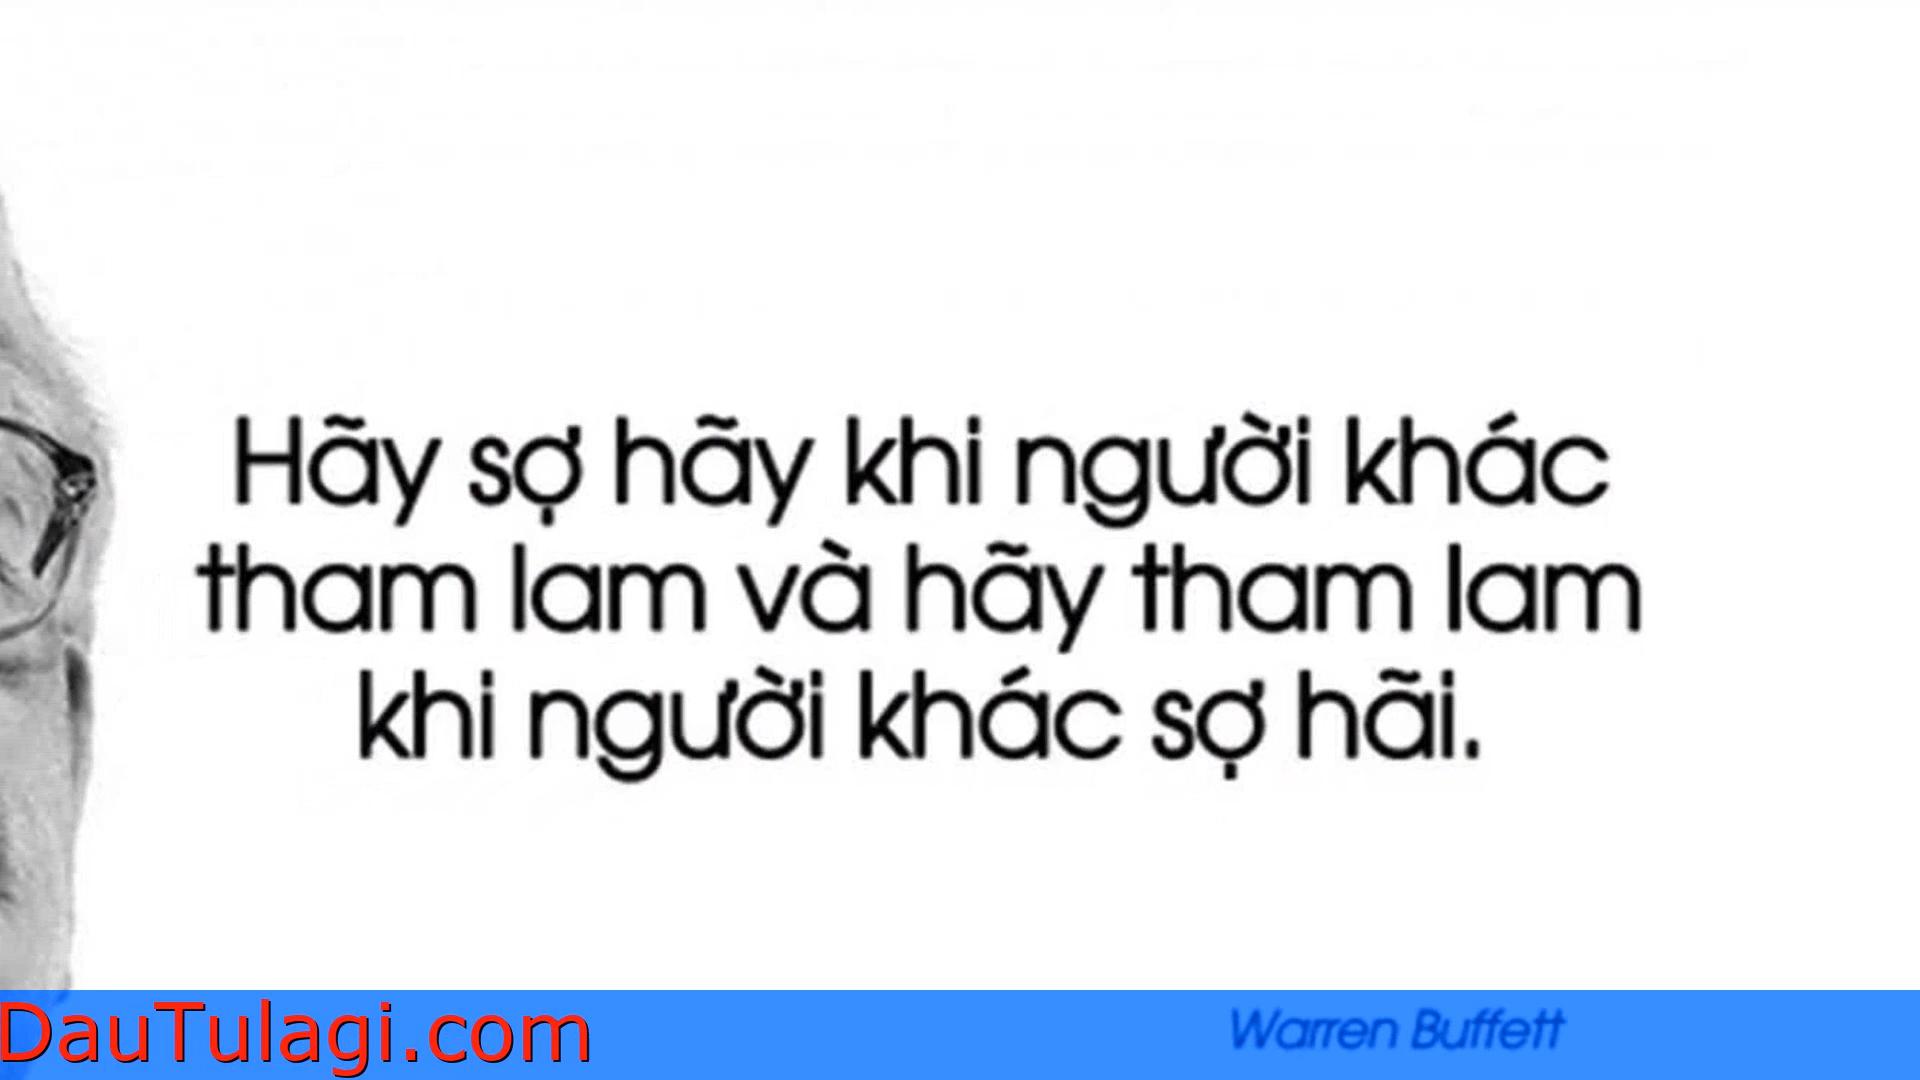 Hãy sợ hãy khi người khác
tham lam và hãy tham lam
khi người khác sợ hãi.
DauTulagi.com
Warren Buffett